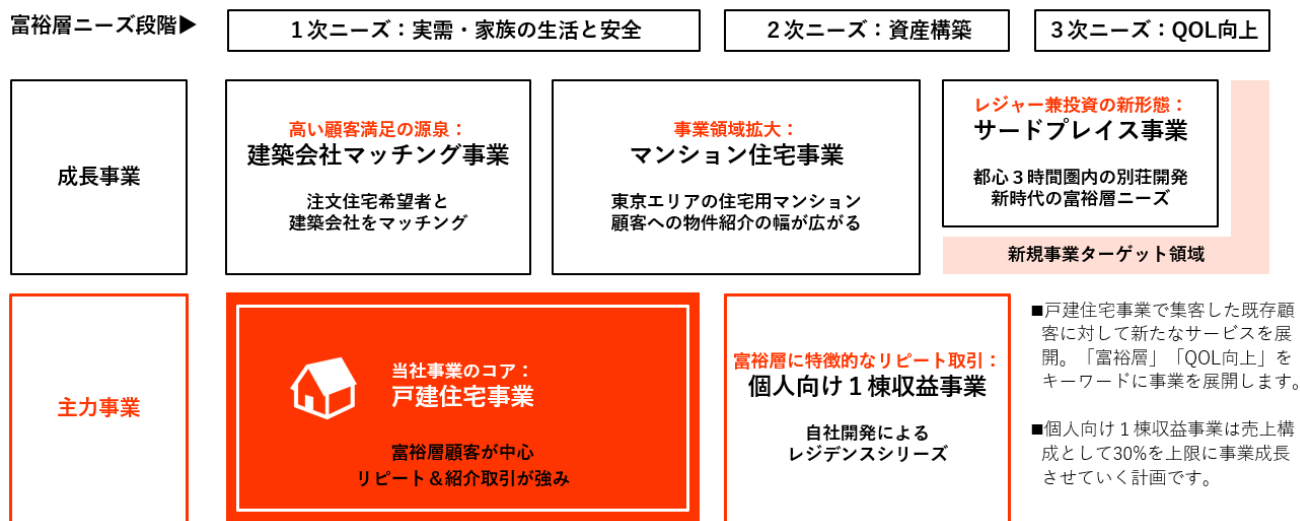 富裕層ニーズ段階▶
1次ニーズ：実需・家族の生活と安全
2次ニーズ：資産構築
3次ニーズ：QOL向上
成長事業
高い顧客満足の源泉：
建築会社マッチング事業
注文住宅希望者と
建築会社をマッチング
事業領域拡大：
マンション住宅事業
東京エリアの住宅用マンション
顧客への物件紹介の幅が広がる
レジャー兼投資の新形態：
サードプレイス事業
都心３時間圏内の別荘開発
新時代の富裕層ニーズ
新規事業ターゲット領域
主力事業
当社事業のコア：
戸建住宅事業
富裕層顧客が中心
リピート＆紹介取引が強み
富裕層に特徴的なリピート取引：
個人向け１棟収益事業
自社開発による
レジデンスシリーズ
■戸建住宅事業で集客した既存顧
客に対して新たなサービスを展
開。「富裕層」「QOL向上」を
キーワードに事業を展開します。
■個人向け１棟収益事業は売上構
成として30%を上限に事業成長
させていく計画です。